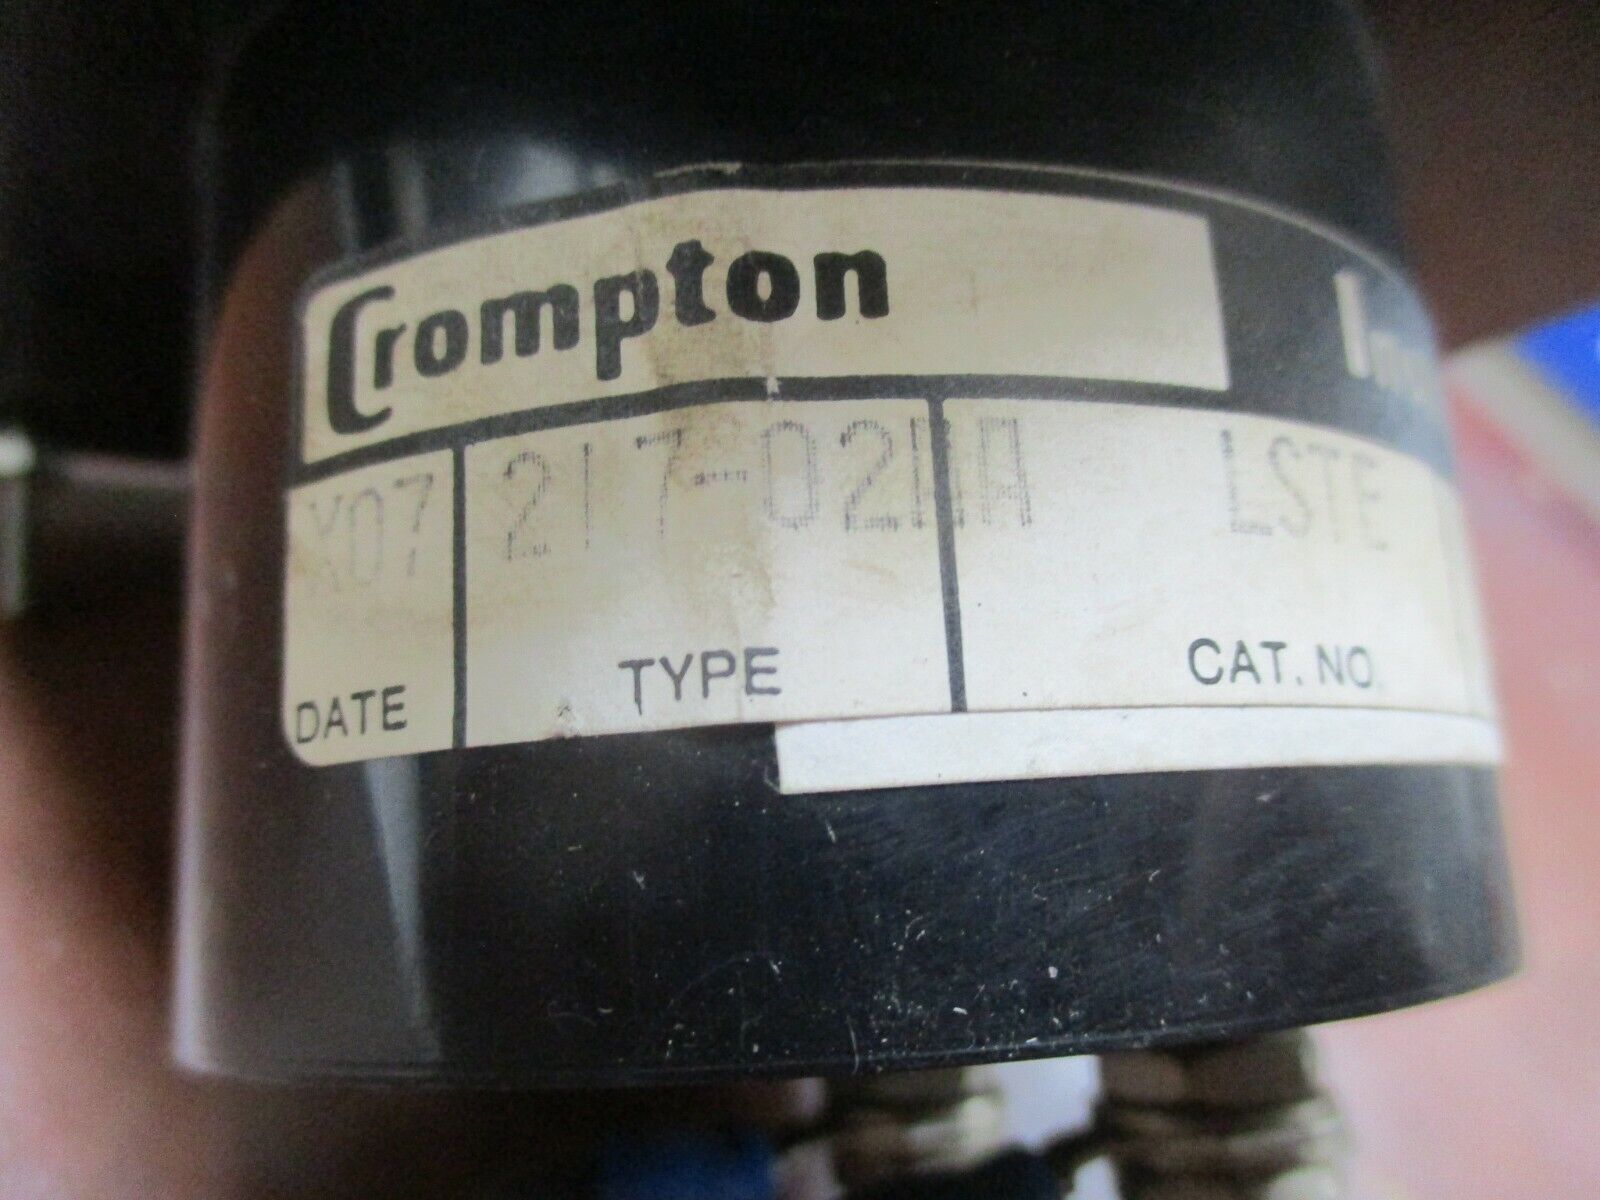 Crompton
X07 217-02 LSTE
DATE TYPE CAT. NO.